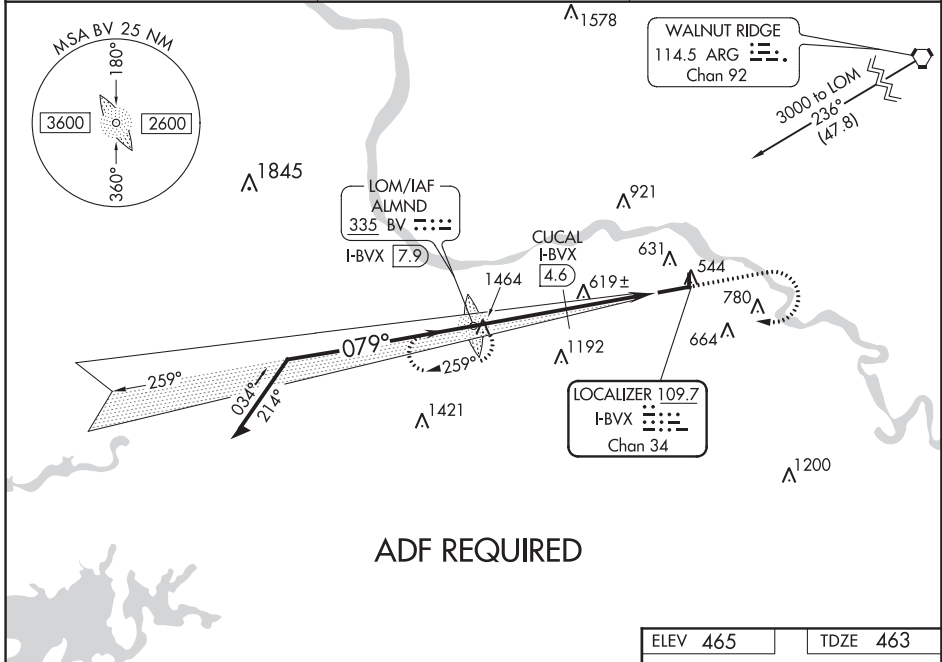 1578
WALNUT RIDGE
114.5 ARG
Chan 92
3000 to LOM
236°
(47.8)
MSA BV 25 NM
180°
3600
2600
360°
1845
LOM/IAF
ALMND
335 BV
I-BVX 7.9
921
CUCAL
I-BVX
4.6
631
544
1464
619±
780
664
079°
259°
1192
259°
034°
214°
LOCALIZER 109.7
I-BVX
Chan 34
1421
1200
ADF REQUIRED
ELEV 465
TDZE 463